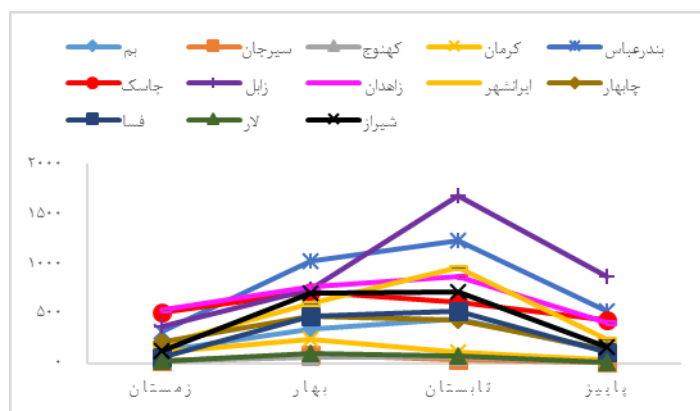 بم سیرجان کهنوج کرمان بندرعباس
جاسک زابل زاهدان ایرانشهر چابهار
فسا لار شیراز
۲۰۰۰
۱۵۰۰
۱۰۰۰
۵۰۰
۰
زمستان بهار تابستان پاییز